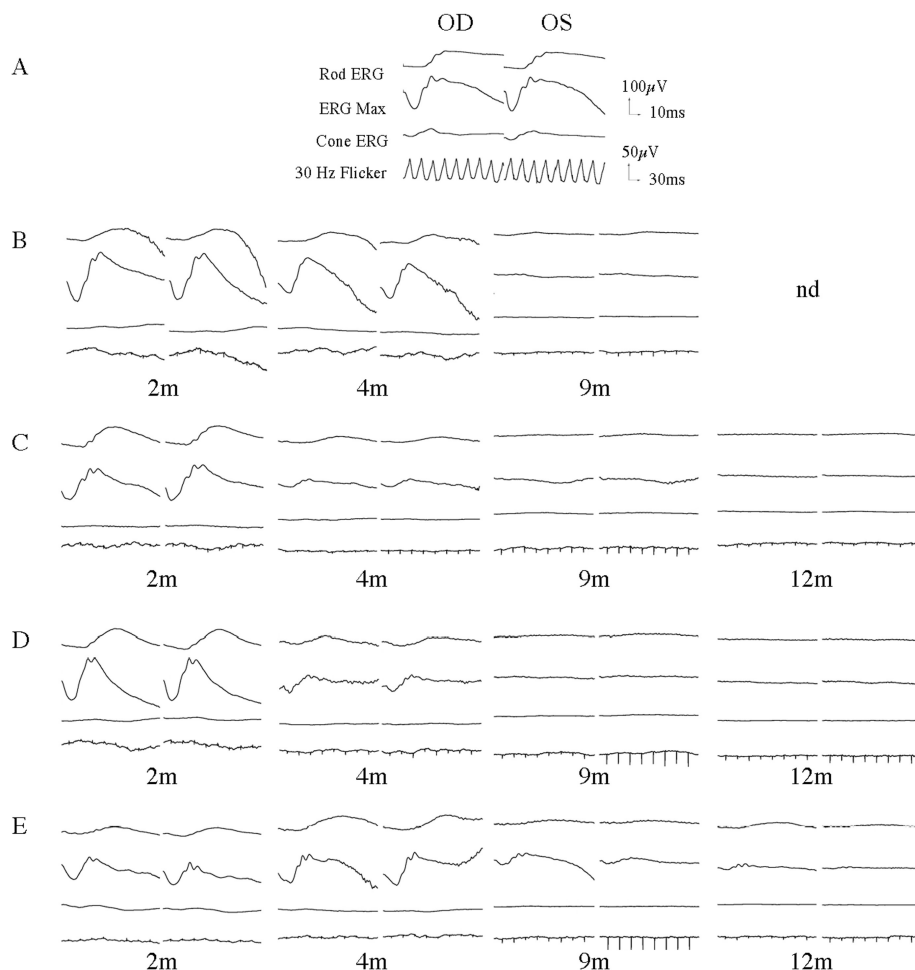 OD OS
A
Rod ERG
100µV
ERG Max
10ms
Cone ERG
50µV
30 Hz Flicker
30ms
B
nd
2m 4m 9m
C
2m 4m 9m 12m
D
2m 4m 9m 12m
E
2m 4m 9m 12m